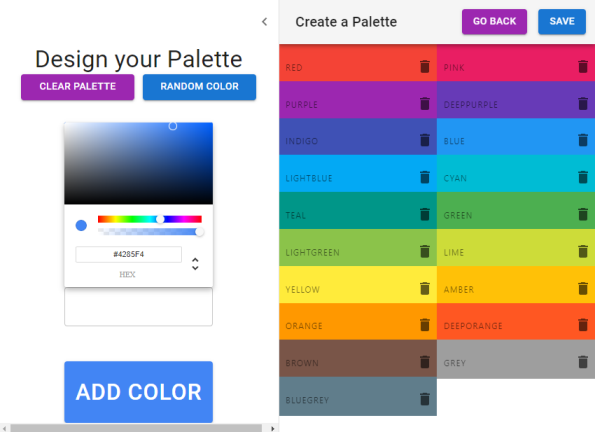 Design your Palette
CLEAR PALETTE
RANDOM COLOR
#4285F4
HEX
ADD COLOR
Create a Palette
GO BACK
SAVE
RED
PINK
PURPLE
DEEPPURPLE
INDIGO
BLUE
LIGHTBLUE
CYAN
TEAL
GREEN
LIGHTGREEN
LIME
YELLOW
AMBER
ORANGE
DEEPORANGE
BROWN
GREY
BLUEGREY